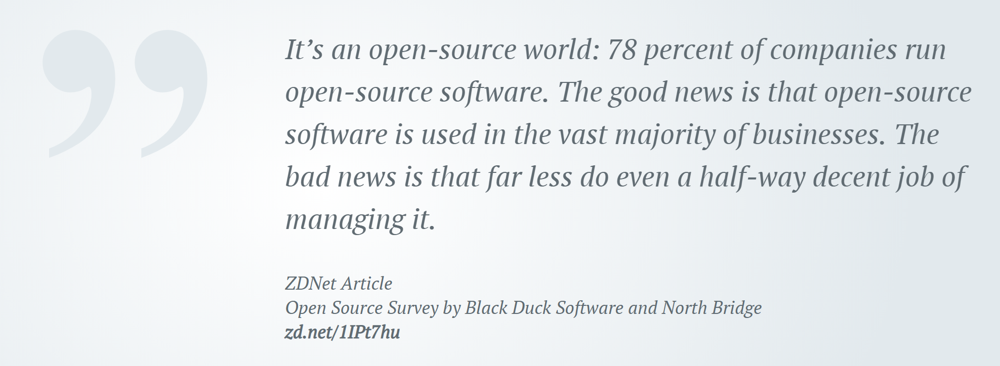 It’s an open-source world: 78 percent of companies run
open-source software. The good news is that open-source
software is used in the vast majority of businesses. The
bad news is that far less do even a half-way decent job of
managing it.
ZDNet Article
Open Source Survey by Black Duck Software and North Bridge
zd.net/1IPt7hu